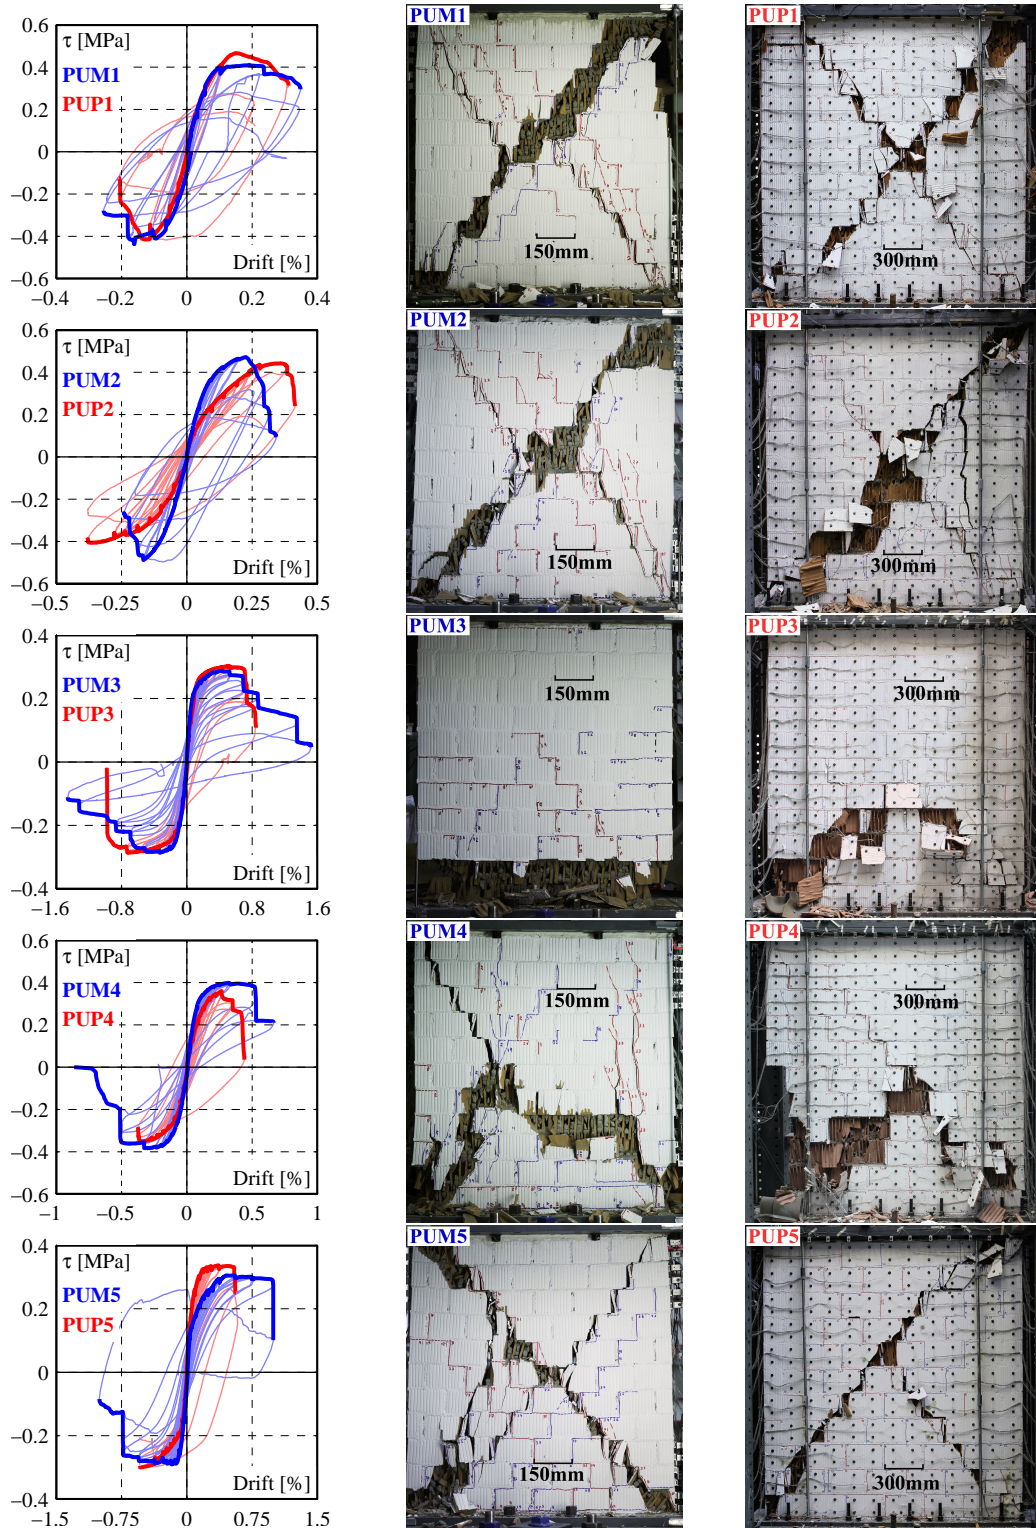 0.6
τ [MPa]
PUM1
PUP1
0.4
0.2
0
−0.2
−0.4
−0.6
Drift [%]
−0.4
−0.2
0
0.2
0.4
PUM1
150mm
PUP1
300mm
0.6
τ [MPa]
PUM2
PUP2
0.4
0.2
0
−0.2
−0.4
−0.6
Drift [%]
−0.5
−0.25
0
0.25
0.5
PUM2
150mm
PUP2
300mm
0.4
τ [MPa]
PUM3
PUP3
0.2
0
−0.2
−0.4
Drift [%]
−1.6
−0.8
0
0.8
1.6
PUM3
150mm
PUP3
300mm
0.6
τ [MPa]
PUM4
PUP4
0.4
0.2
0
−0.2
−0.4
−0.6
Drift [%]
−1
−0.5
0
0.5
1
PUM4
150mm
PUP4
300mm
0.4
τ [MPa]
PUM5
PUP5
0.2
0
−0.2
−0.4
Drift [%]
−1.5
−0.75
0
0.75
1.5
PUM5
150mm
PUP5
300mm